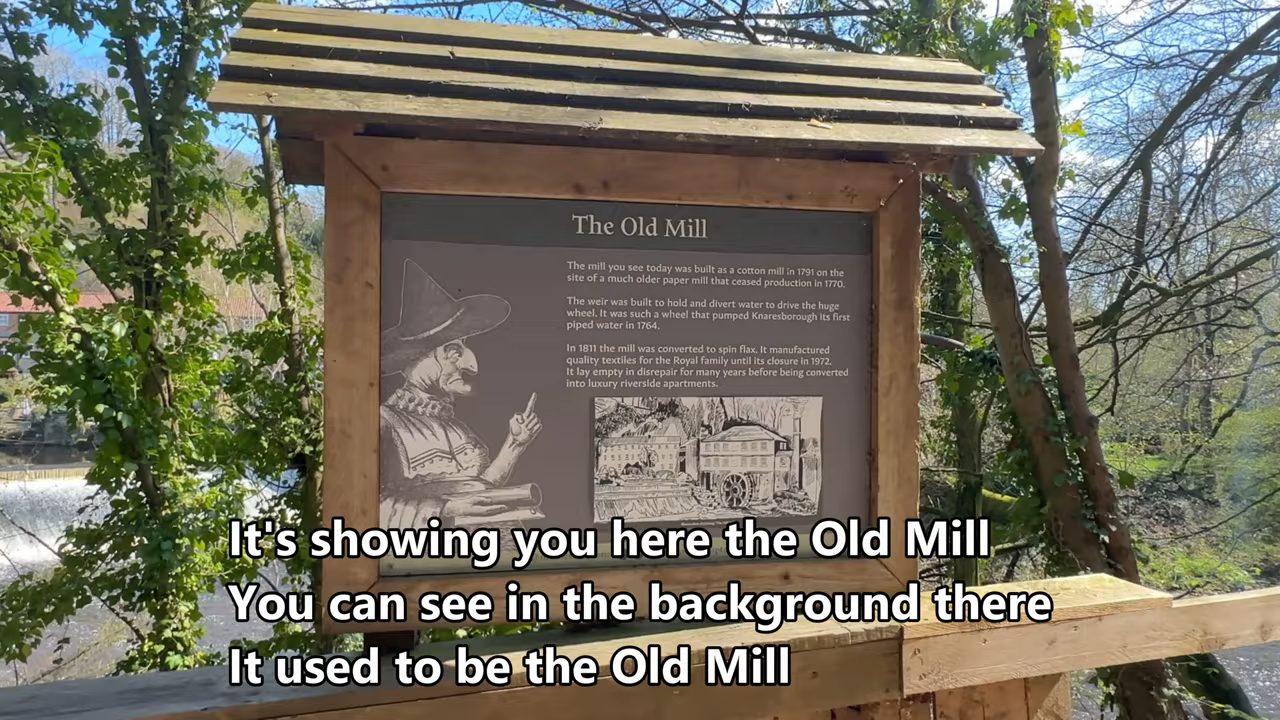 The Old Mill
The mill you see today was built as a cotton mill in 1791 on the
site of a much older paper mill that ceased production in 1770.
The weir was built to hold and divert water to drive the huge
wheel. It was such a wheel that pumped Knaresborough its first
piped water in 1764.
In 1811 the mill was converted to spin flax. It manufactured
quality textiles for the Royal family until its closure in 1972.
It lay empty in disrepair for many years before being converted
into luxury riverside apartments.
It's showing you here the Old Mill
You can see in the background there
It used to be the Old Mill